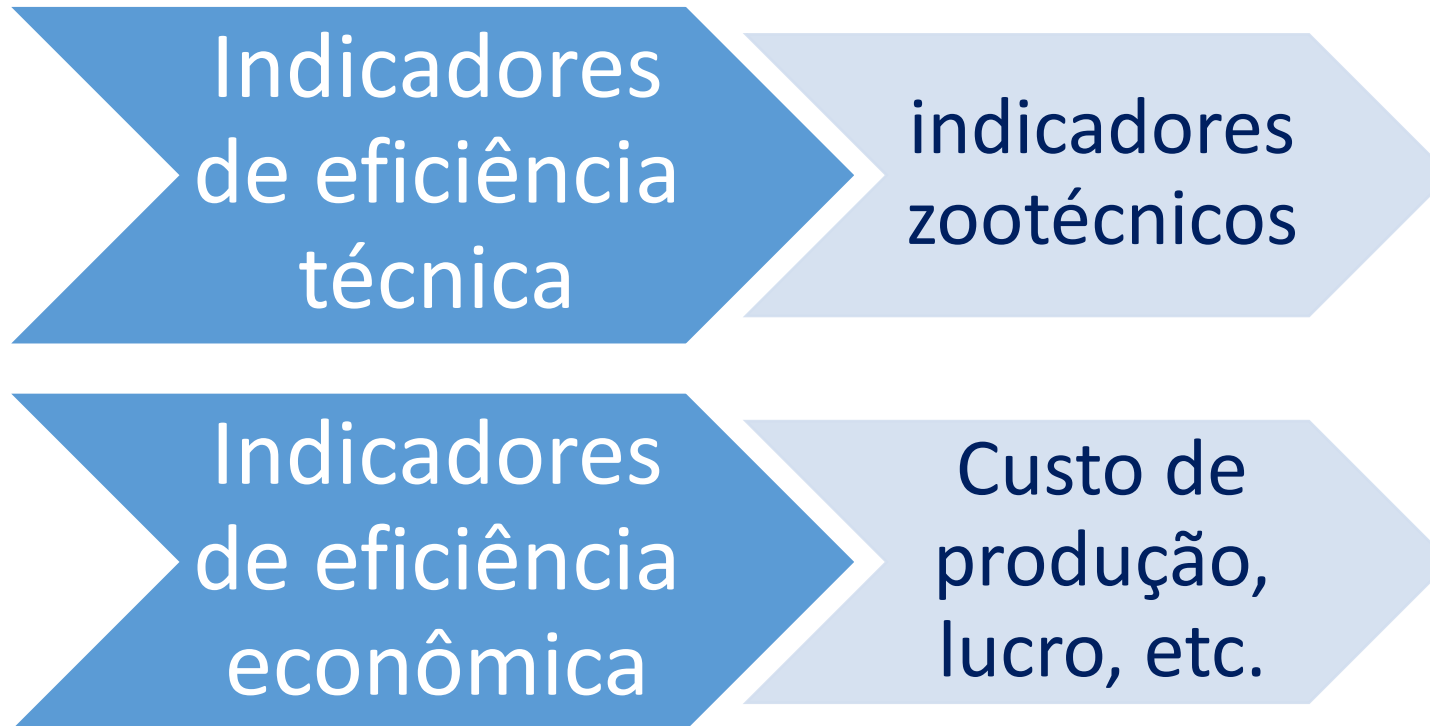 Indicadores
de eficiência
técnica
indicadores
zootécnicos
Indicadores
de eficiência
econômica
Custo de
produção,
lucro, etc.